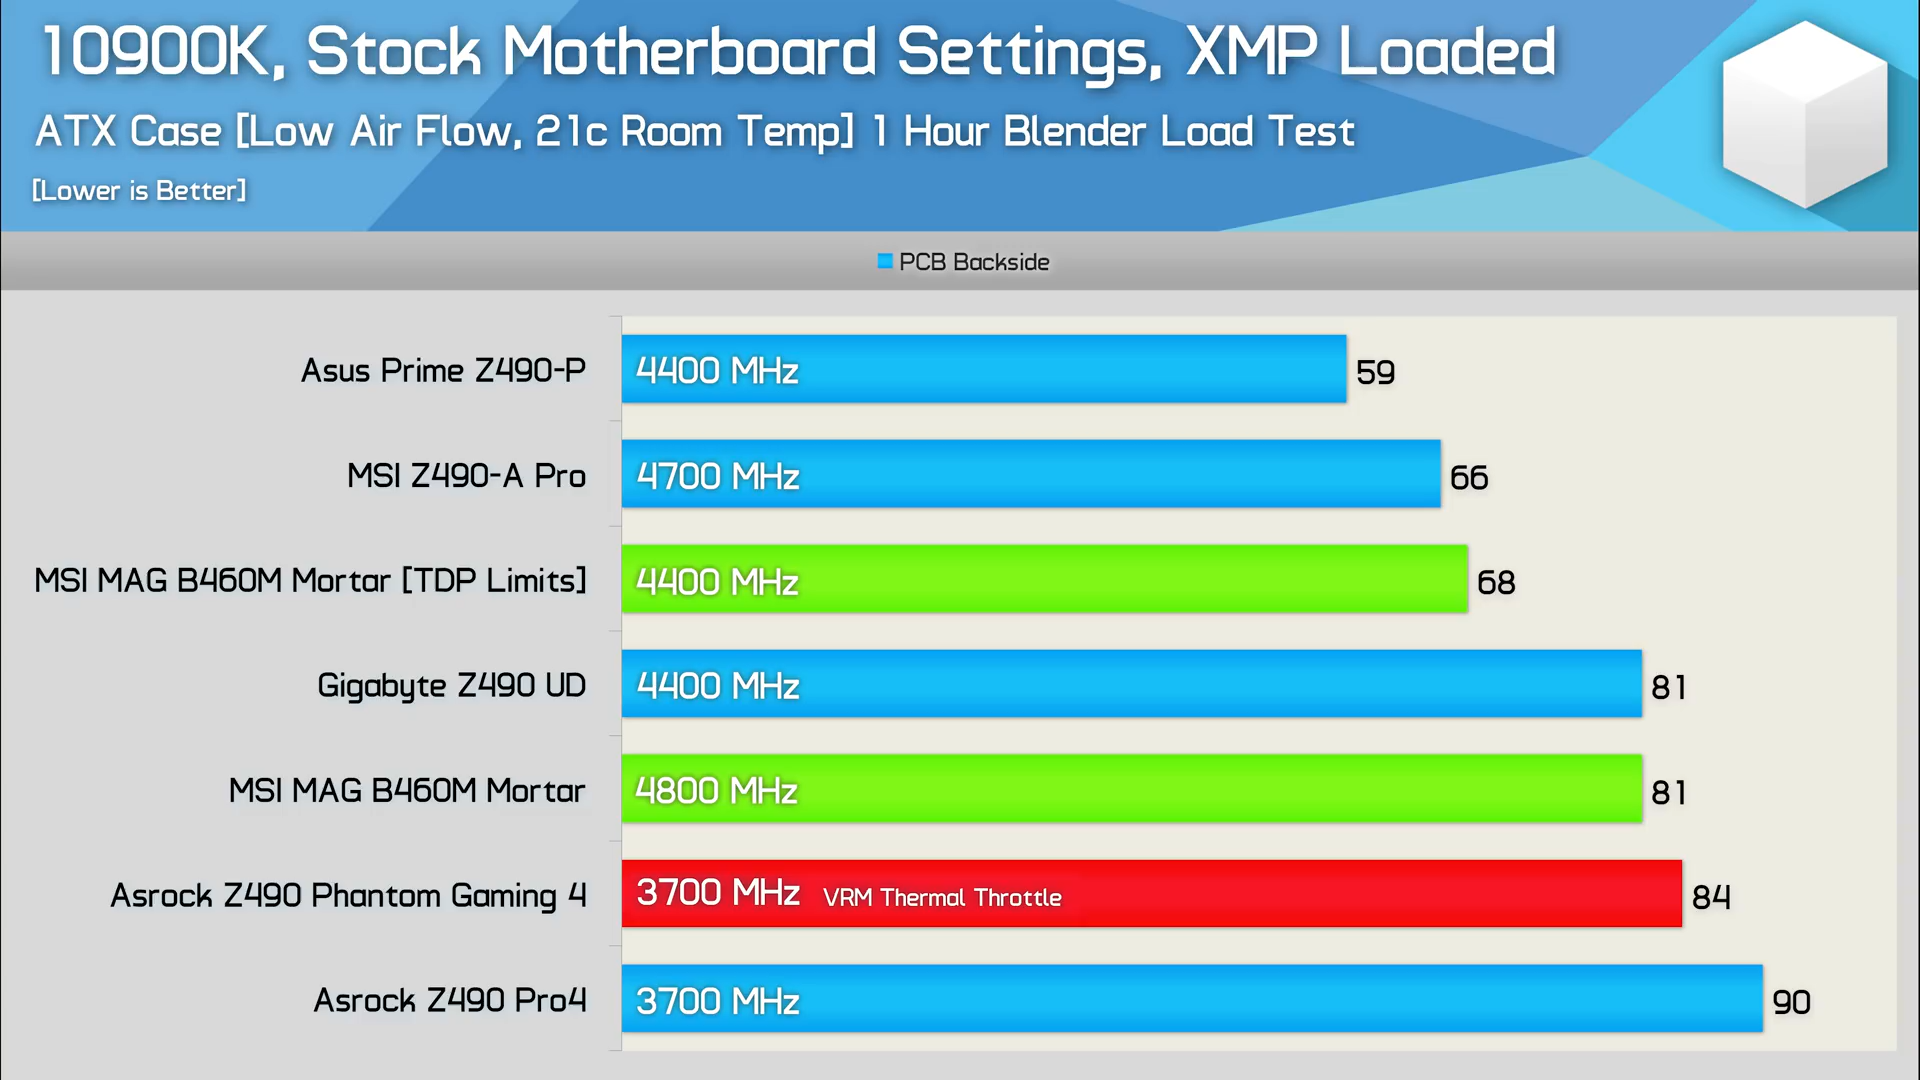 10900K, Stock Motherboard Settings, XMP Loaded
ATX Case [Low Air Flow, 21c Room Temp] 1 Hour Blender Load Test
[Lower is Better]
PCB Backside
Asus Prime Z490-P 4400 MHz 59
MSI Z490-A Pro 4700 MHz 66
MSI MAG B460M Mortar [TDP Limits] 4400 MHz 68
Gigabyte Z490 UD 4400 MHz 81
MSI MAG B460M Mortar 4800 MHz 81
Asrock Z490 Phantom Gaming 4 3700 MHz VRM Thermal Throttle 84
Asrock Z490 Pro4 3700 MHz 90